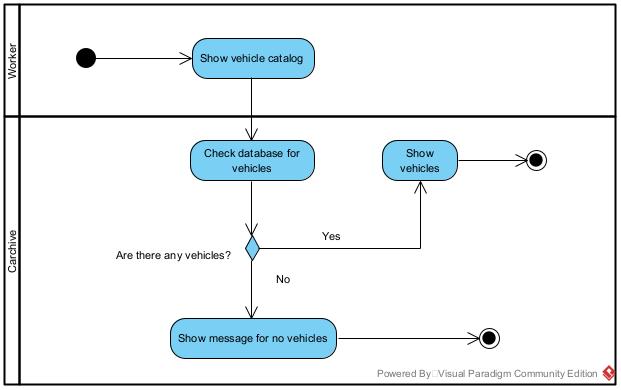 Worker
Show vehicle catalog
Carchive
Check database for
vehicles
Show
vehicles
Yes
Are there any vehicles?
No
Show message for no vehicles
Powered By□Visual Paradigm Community Edition